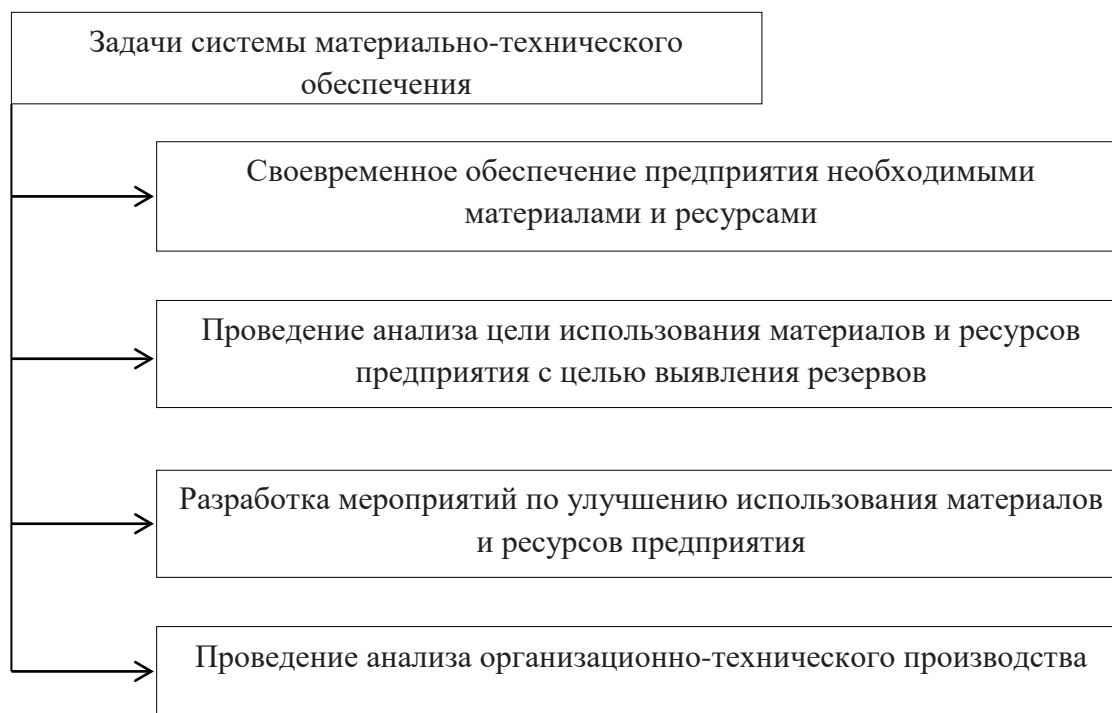 Задачи системы материально-технического
обеспечения
Своевременное обеспечение предприятия необходимыми
материалами и ресурсами
Проведение анализа цели использования материалов и ресурсов
предприятия с целью выявления резервов
Разработка мероприятий по улучшению использования материалов
и ресурсов предприятия
Проведение анализа организационно-технического производства